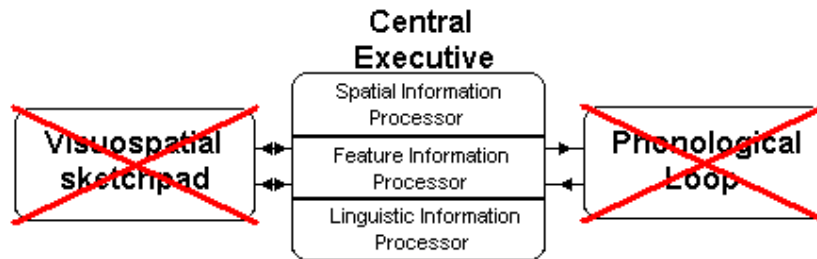 Central
Executive
Spatial Information
Processor
Visuospatial
sketchpad
Feature Information
Processor
Phonological
Loop
Linguistic Information
Processor